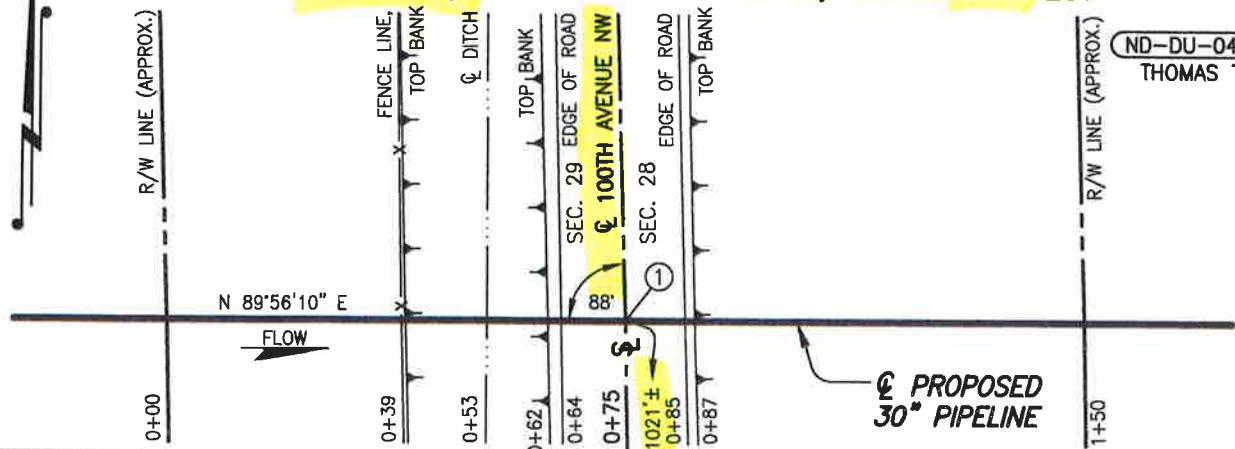 R/W LINE (APPROX.)
FENCE LINE,
TOP BANK
℄ DITCH
TOP BANK
SEC. 29 EDGE OF ROAD
℄ 100TH AVENUE NW
SEC. 28
EDGE OF ROAD
TOP BANK
R/W LINE (APPROX.)
ND-DU-04
THOMAS
N 89°56'10" E
FLOW
88°
1
℄ PROPOSED
30" PIPELINE
0+00
0+39
0+53
0+62
0+64
0+75
1021'±
0+85
0+87
1+50